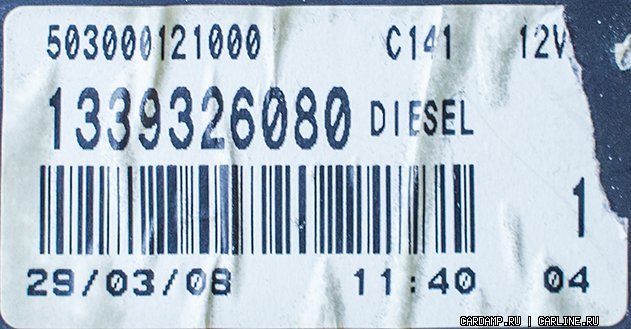 503000121000 C141 12V
1339326080 DIESEL
1
29/03/08 11:40 04
CARDAMP.RU | CARLINE.RU